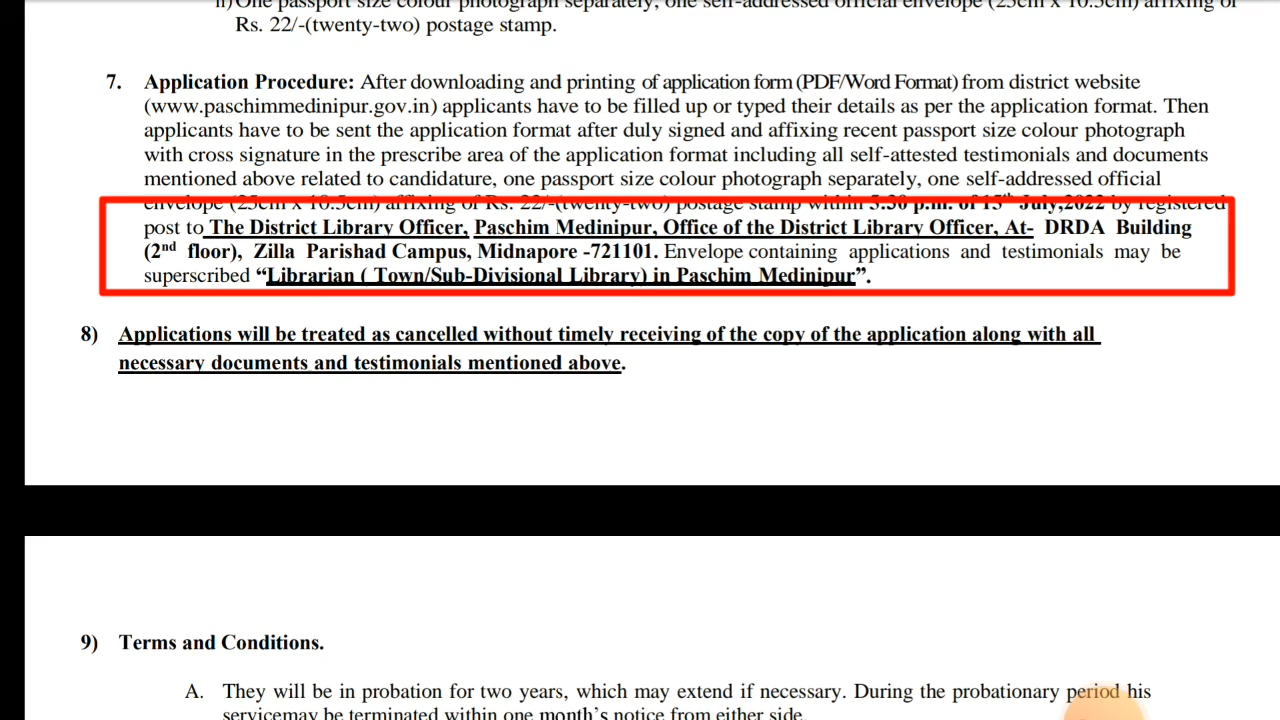 h) One passport size colour photograph separately, one self-addressed official envelope (25cm x 10.5cm) affixing of
Rs. 22/-(twenty-two) postage stamp.
7. Application Procedure: After downloading and printing of application form (PDF/Word Format) from district website
(www.paschimmedinipur.gov.in) applicants have to be filled up or typed their details as per the application format. Then
applicants have to be sent the application format after duly signed and affixing recent passport size colour photograph
with cross signature in the prescribe area of the application format including all self-attested testimonials and documents
mentioned above related to candidature, one passport size colour photograph separately, one self-addressed official
envelope (25cm x 10.5cm) affixing of Rs. 22/-(twenty-two) postage stamp within 5.30 p.m. of 15th July,2022 by registered
post to The District Library Officer, Paschim Medinipur, Office of the District Library Officer, At- DRDA Building
(2nd floor), Zilla Parishad Campus, Midnapore -721101. Envelope containing applications and testimonials may be
superscribed “Librarian ( Town/Sub-Divisional Library) in Paschim Medinipur”.
8) Applications will be treated as cancelled without timely receiving of the copy of the application along with all
necessary documents and testimonials mentioned above.
9) Terms and Conditions.
A. They will be in probation for two years, which may extend if necessary. During the probationary period his
servicemay be terminated within one month’s notice from either side.